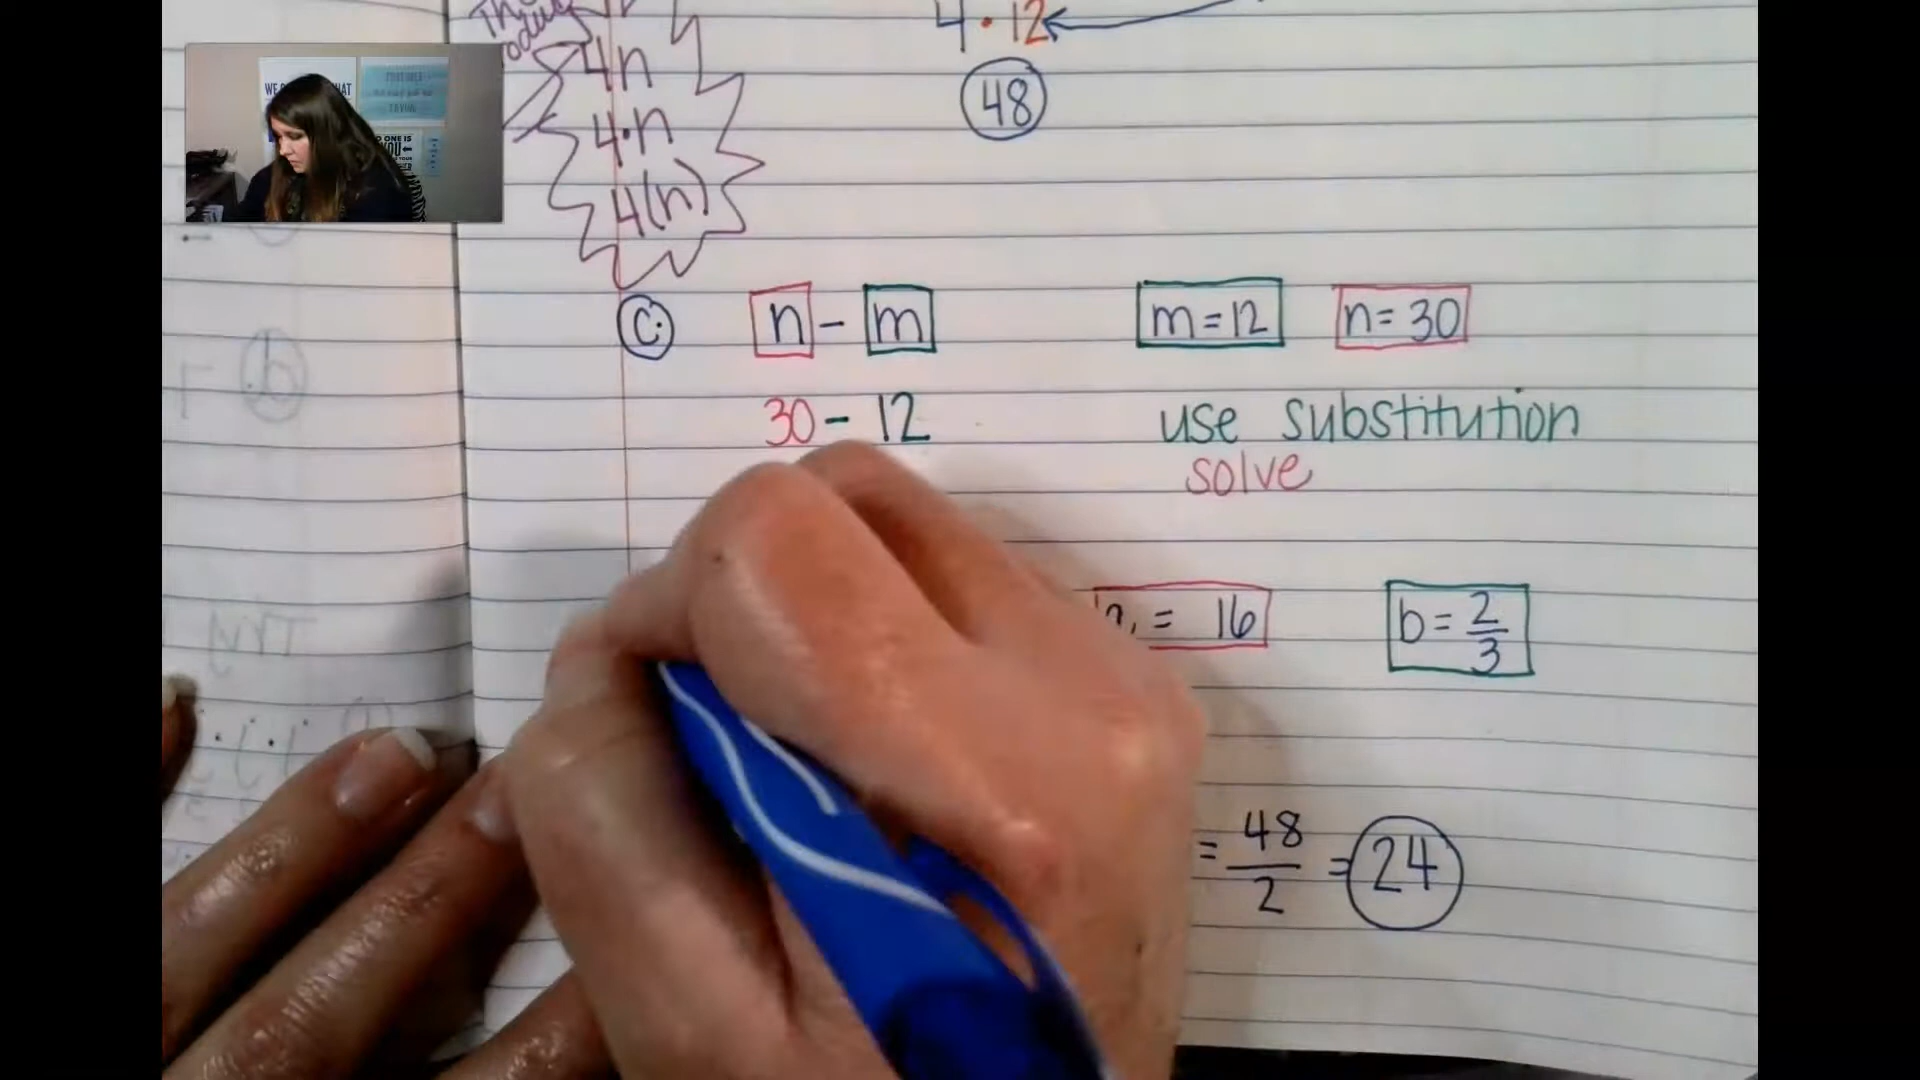 4 · 12
48
4n
4·n
4(n)
C.
n - m
m = 12
n = 30
30 - 12
use substitution
solve
= 16
b = 2/3
= 48/2 = 24